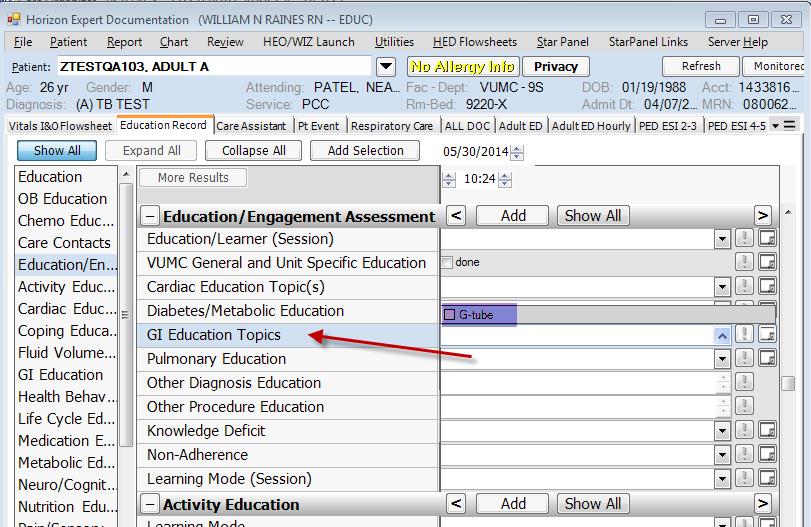 Horizon Expert Documentation (WILLIAM N RAINES RN -- EDUC)
File Patient Report Chart Review HEO/WIZ Launch Utilities HED Flowsheets Star Panel StarPanel Links Server Help
Patient: ZTESTQA103, ADULT A No Allergy Info Privacy Refresh Monitored
Age: 26 yr Gender: M Attending: PATEL, NEA... Fac - Dept: VUMC - 9S DOB: 01/19/1988 Acct: 1433816...
Diagnosis: (A) TB TEST Service: PCC Rm-Bed: 9220-X Admit Dt: 04/07/2... MRN: 080062...
Vitals I&O Flowsheet Education Record Care Assistant Pt Event Respiratory Care ALL DOC Adult ED Adult ED Hourly PED ESI 2-3 PED ESI 4-5
Show All Expand All Collapse All Add Selection 05/30/2014
Education More Results 10:24
OB Education
Chemo Educ... Education/Engagement Assessment < Add Show All >
Care Contacts Education/Learner (Session)
Education/En... VUMC General and Unit Specific Education done
Activity Educ... Cardiac Education Topic(s)
Cardiac Educ... Diabetes/Metabolic Education G-tube
Coping Educa... GI Education Topics
Fluid Volume... Pulmonary Education
GI Education Other Diagnosis Education
Health Behav... Other Procedure Education
Life Cycle Ed... Knowledge Deficit
Medication E... Non-Adherence
Metabolic Ed... Learning Mode (Session)
Neuro/Cognit...
Nutrition Edu... Activity Education < Add Show All >
Pain/Sensory... Learning Mode